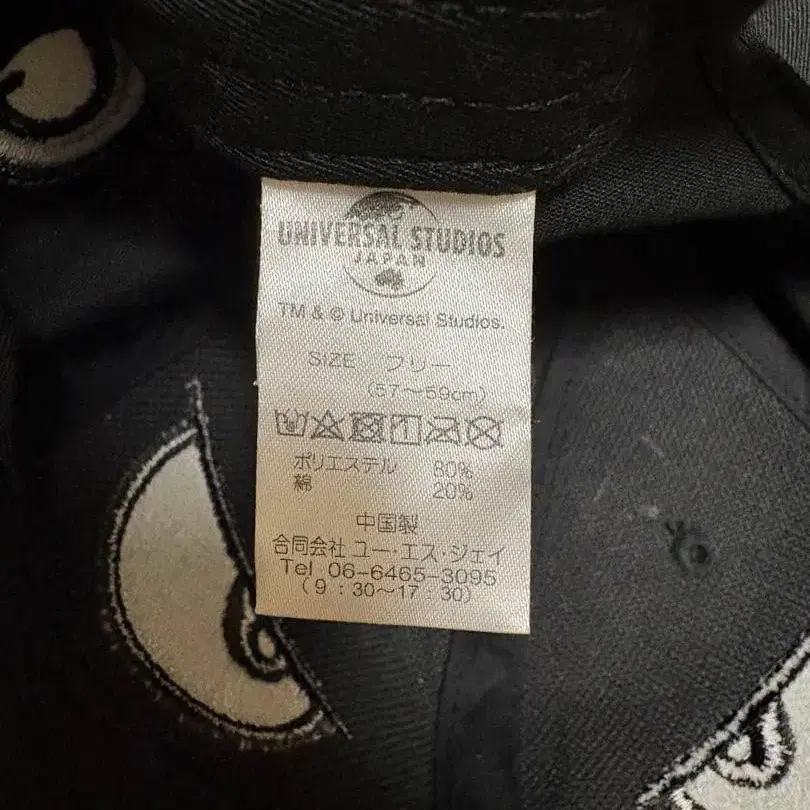 UNIVERSAL STUDIOS
JAPAN
TM & © Universal Studios.
SIZE フリー
(57〜59cm)
ポリエステル 80%
綿 20%
中国製
合同会社 ユー・エス・ジェイ
Tel 06-6465-3095
(9:30〜17:30)